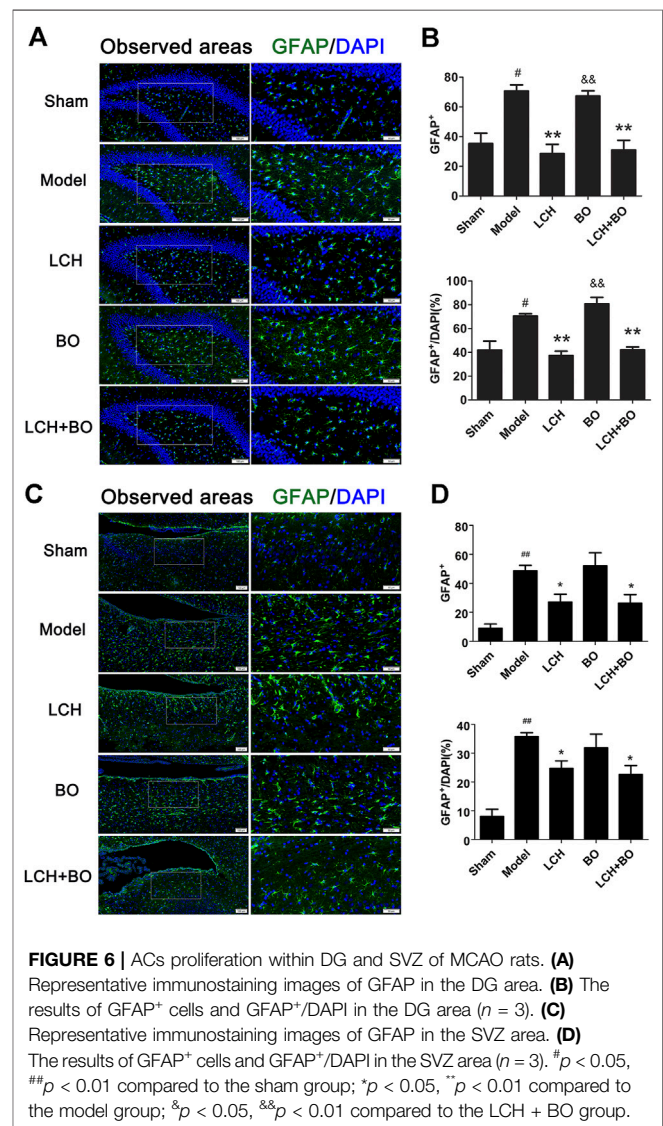 A
Observed areas GFAP/DAPI
Sham
Model
LCH
BO
LCH+BO
B
GFAP⁺
80
60
40
20
0
# && ** **
Sham Model LCH BO LCH+BO
GFAP⁺/DAPI(%)
100
80
60
40
20
0
# && ** **
Sham Model LCH BO LCH+BO
C
Observed areas GFAP/DAPI
Sham
Model
LCH
BO
LCH+BO
D
GFAP⁺
80
60
40
20
0
## * *
Sham Model LCH BO LCH+BO
GFAP⁺/DAPI(%)
40
30
20
10
0
## * *
Sham Model LCH BO LCH+BO
FIGURE 6 | ACs proliferation within DG and SVZ of MCAO rats. (A)
Representative immunostaining images of GFAP in the DG area. (B) The
results of GFAP⁺ cells and GFAP⁺/DAPI in the DG area (n = 3). (C)
Representative immunostaining images of GFAP in the SVZ area. (D)
The results of GFAP⁺ cells and GFAP⁺/DAPI in the SVZ area (n = 3). #p < 0.05,
##p < 0.01 compared to the sham group; *p < 0.05, **p < 0.01 compared to
the model group; &p < 0.05, &&p < 0.01 compared to the LCH + BO group.